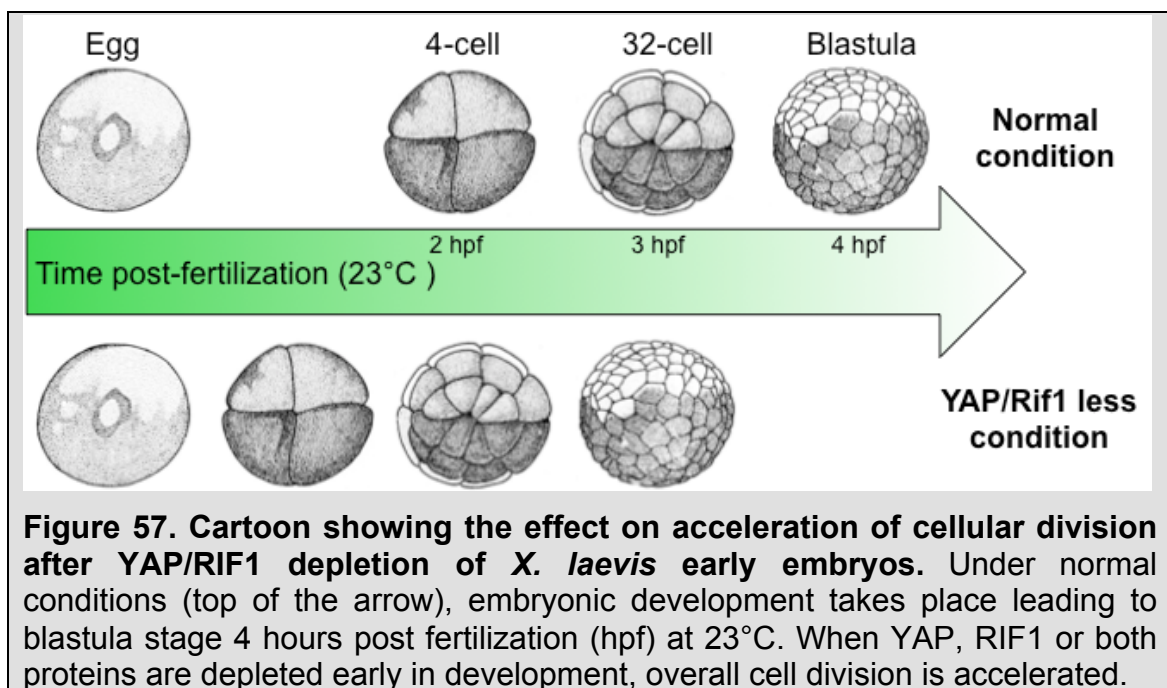 Egg 4-cell 32-cell Blastula
Normal
condition
2 hpf 3 hpf 4 hpf
Time post-fertilization (23°C )
YAP/Rif1 less
condition
Figure 57. Cartoon showing the effect on acceleration of cellular division
after YAP/RIF1 depletion of X. laevis early embryos. Under normal
conditions (top of the arrow), embryonic development takes place leading to
blastula stage 4 hours post fertilization (hpf) at 23°C. When YAP, RIF1 or both
proteins are depleted early in development, overall cell division is accelerated.